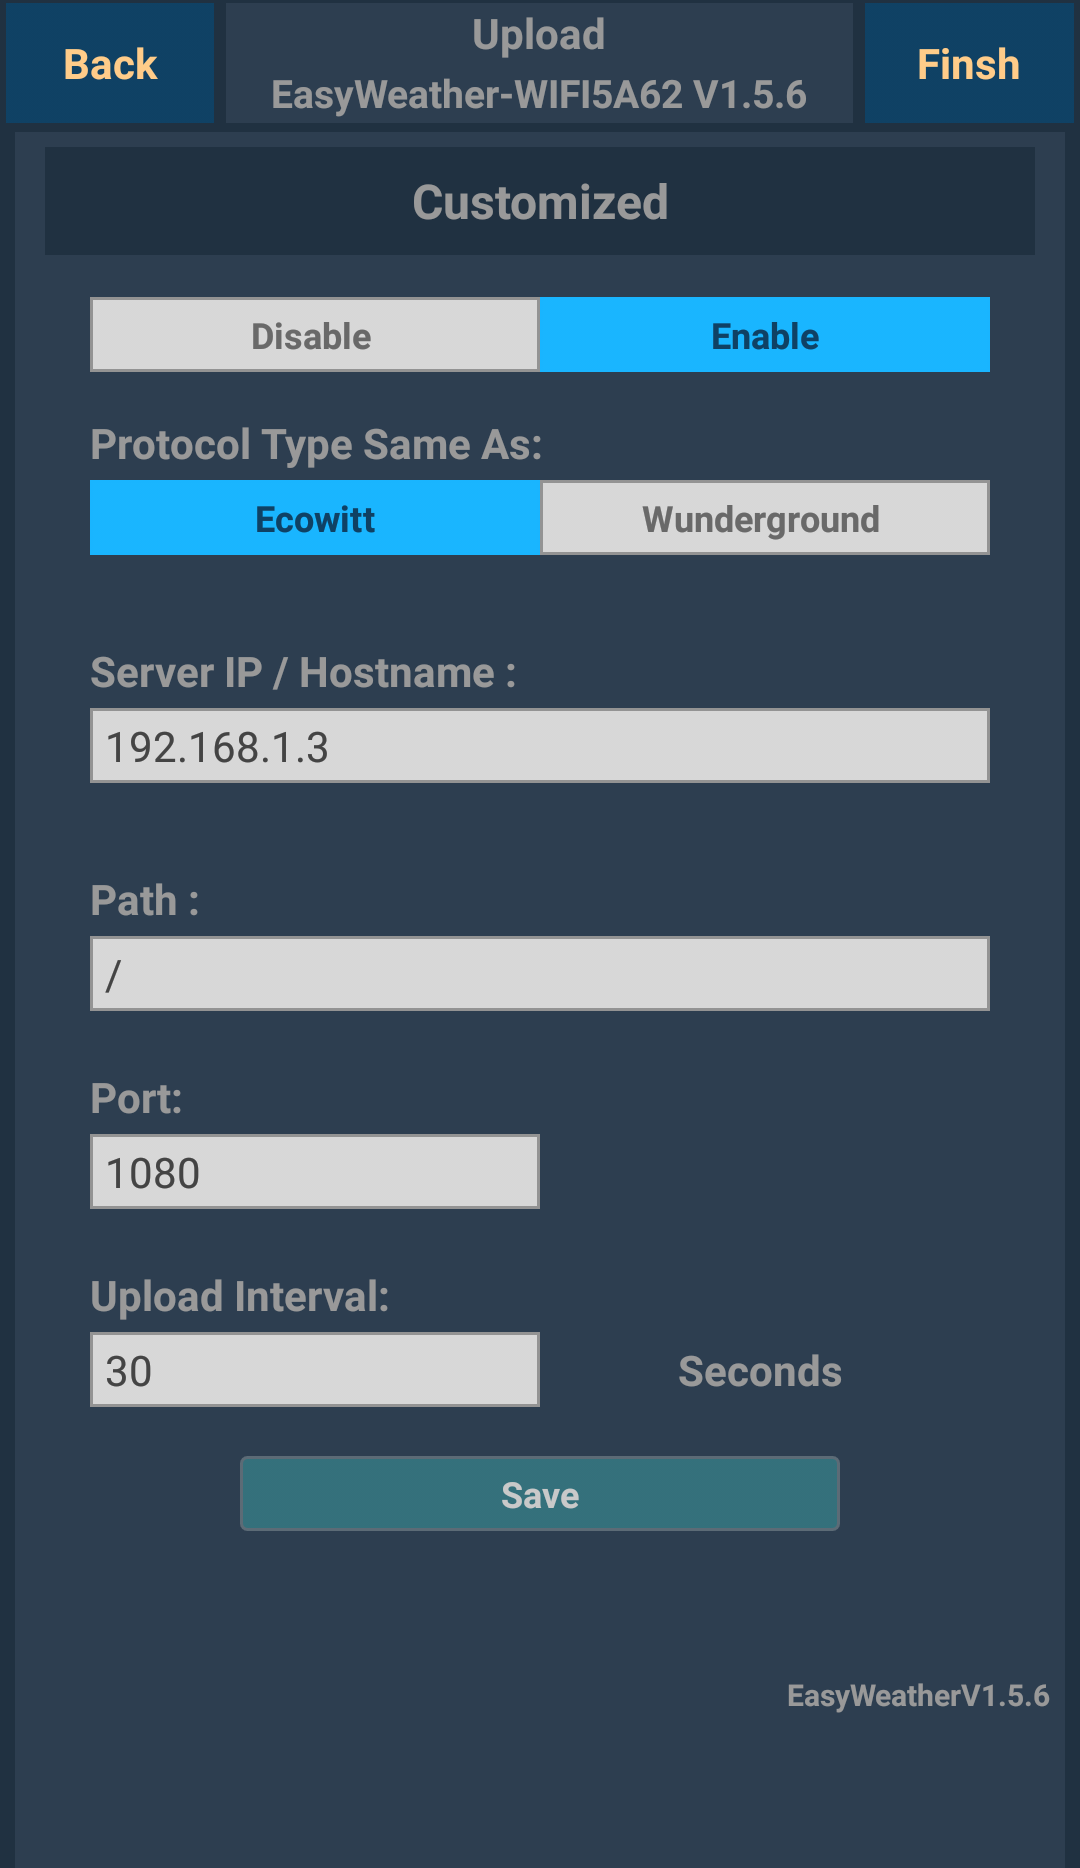 Back
Upload
EasyWeather-WIFI5A62 V1.5.6
Finsh
Customized
Disable
Enable
Protocol Type Same As:
Ecowitt
Wunderground
Server IP / Hostname :
192.168.1.3
Path :
/
Port:
1080
Upload Interval:
30
Seconds
Save
EasyWeatherV1.5.6